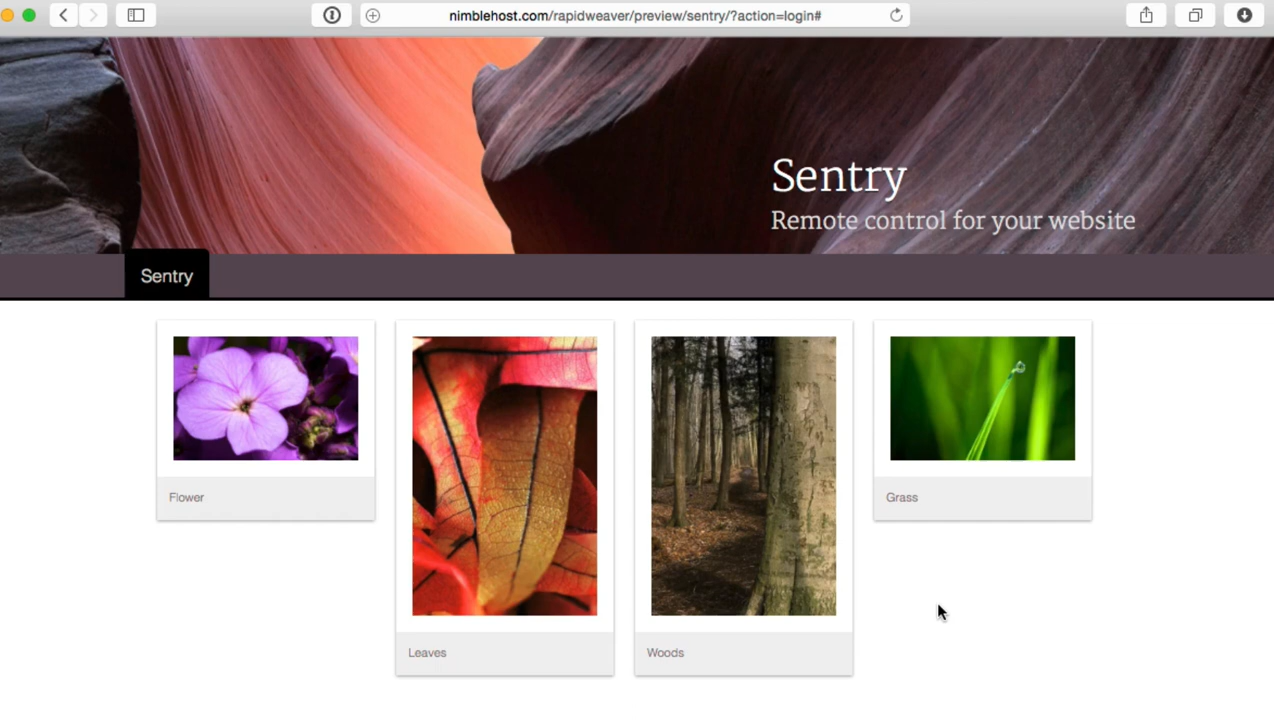 nimblehost.com/rapidweaver/preview/sentry/?action=login#
Sentry
Remote control for your website
Sentry
Flower
Grass
Leaves
Woods